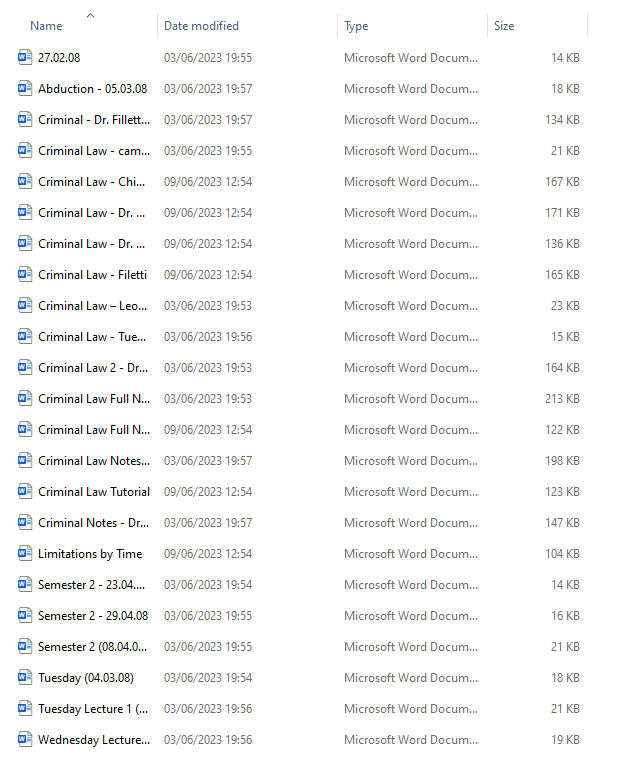 Name Date modified Type Size
27.02.08 03/06/2023 19:55 Microsoft Word Docum... 14 KB
Abduction - 05.03.08 03/06/2023 19:57 Microsoft Word Docum... 18 KB
Criminal - Dr. Fillett... 03/06/2023 19:57 Microsoft Word Docum... 134 KB
Criminal Law - cam... 03/06/2023 19:55 Microsoft Word Docum... 21 KB
Criminal Law - Chi... 09/06/2023 12:54 Microsoft Word Docum... 167 KB
Criminal Law - Dr. ... 09/06/2023 12:54 Microsoft Word Docum... 171 KB
Criminal Law - Dr. ... 09/06/2023 12:54 Microsoft Word Docum... 136 KB
Criminal Law - Filetti 09/06/2023 12:54 Microsoft Word Docum... 165 KB
Criminal Law – Leo... 03/06/2023 19:53 Microsoft Word Docum... 23 KB
Criminal Law - Tue... 03/06/2023 19:56 Microsoft Word Docum... 15 KB
Criminal Law 2 - Dr... 03/06/2023 19:53 Microsoft Word Docum... 164 KB
Criminal Law Full N... 03/06/2023 19:53 Microsoft Word Docum... 213 KB
Criminal Law Full N... 09/06/2023 12:54 Microsoft Word Docum... 122 KB
Criminal Law Notes... 03/06/2023 19:57 Microsoft Word Docum... 198 KB
Criminal Law Tutorial 09/06/2023 12:54 Microsoft Word Docum... 123 KB
Criminal Notes - Dr... 03/06/2023 19:57 Microsoft Word Docum... 147 KB
Limitations by Time 09/06/2023 12:54 Microsoft Word Docum... 104 KB
Semester 2 - 23.04.... 03/06/2023 19:54 Microsoft Word Docum... 14 KB
Semester 2 - 29.04.08 03/06/2023 19:55 Microsoft Word Docum... 16 KB
Semester 2 (08.04.0... 03/06/2023 19:55 Microsoft Word Docum... 21 KB
Tuesday (04.03.08) 03/06/2023 19:54 Microsoft Word Docum... 18 KB
Tuesday Lecture 1 (... 03/06/2023 19:56 Microsoft Word Docum... 21 KB
Wednesday Lecture... 03/06/2023 19:56 Microsoft Word Docum... 19 KB